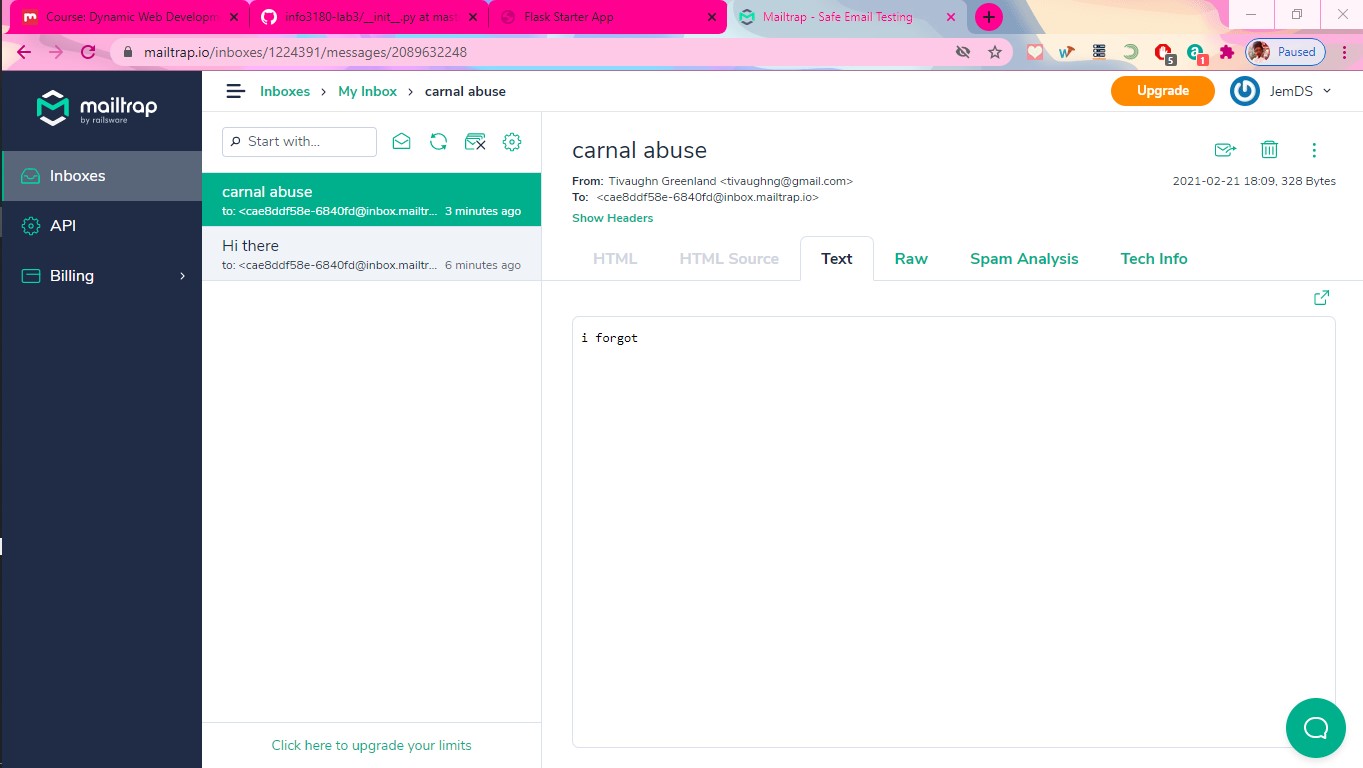 Course: Dynamic Web Developm
info3180-lab3/__init__.py at mast
Flask Starter App
Mailtrap - Safe Email Testing
mailtrap.io/inboxes/1224391/messages/2089632248
5
1
Paused
mailtrap
by railsware
Inboxes
API
Billing
Inboxes > My Inbox > carnal abuse
Upgrade
JemDS
Start with...
carnal abuse
to: <cae8ddf58e-6840fd@inbox.mailtr... 3 minutes ago
Hi there
to: <cae8ddf58e-6840fd@inbox.mailtr... 6 minutes ago
Click here to upgrade your limits
carnal abuse
From: Tivaughn Greenland <tivaughng@gmail.com>
2021-02-21 18:09, 328 Bytes
To: <cae8ddf58e-6840fd@inbox.mailtrap.io>
Show Headers
HTML HTML Source Text Raw Spam Analysis Tech Info
i forgot